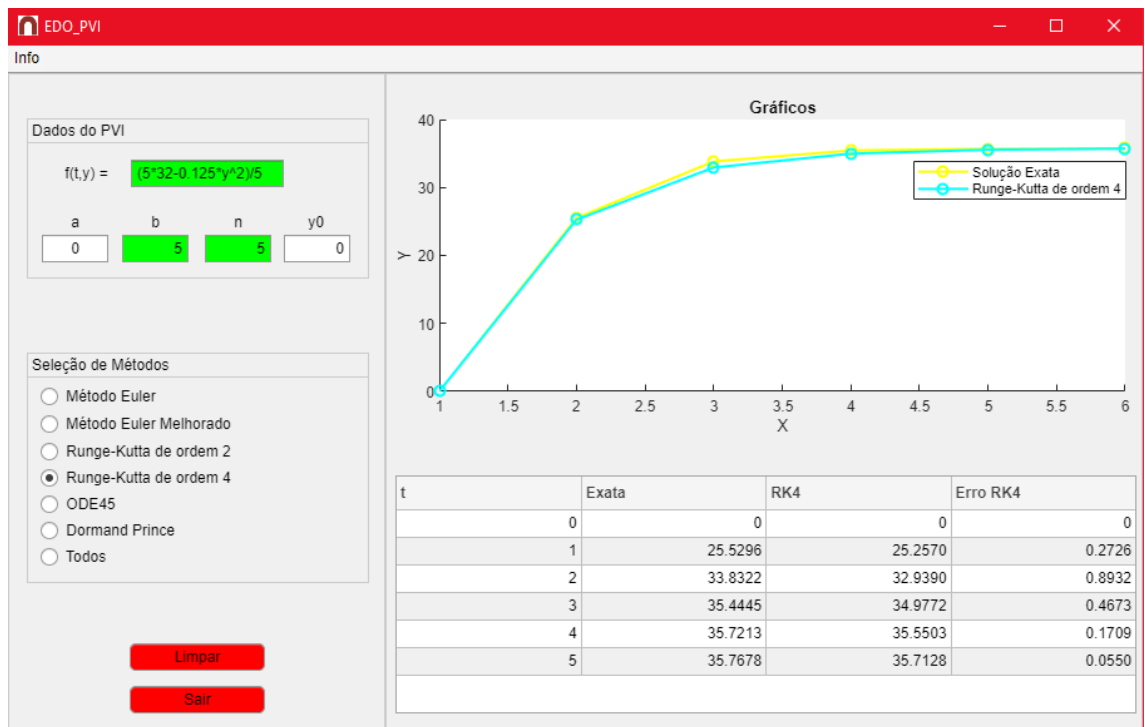 EDO_PVI
Info
Dados do PVI
f(t,y) = (5*32-0.125*y^2)/5
a b n y0
0 5 5 0
Seleção de Métodos
Método Euler
Método Euler Melhorado
Runge-Kutta de ordem 2
Runge-Kutta de ordem 4
ODE45
Dormand Prince
Todos
Limpar
Sair
Gráficos
40
30
20
10
0
Y
Solução Exata
Runge-Kutta de ordem 4
1 1.5 2 2.5 3 3.5 4 4.5 5 5.5 6
X
t Exata RK4 Erro RK4
0 0 0 0
1 25.5296 25.2570 0.2726
2 33.8322 32.9390 0.8932
3 35.4445 34.9772 0.4673
4 35.7213 35.5503 0.1709
5 35.7678 35.7128 0.0550